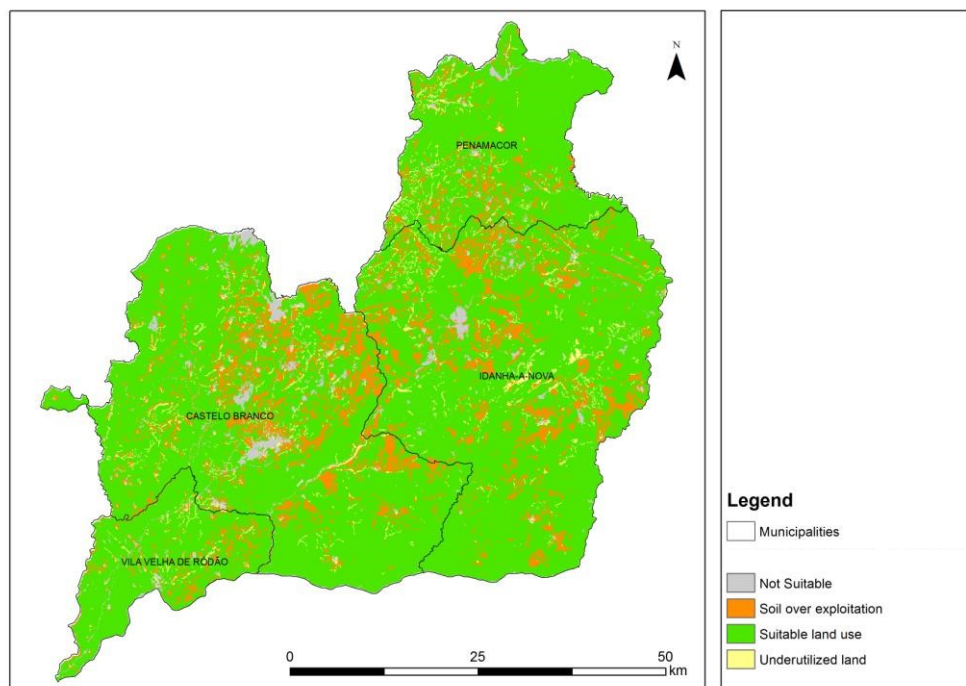 N
PENAMACOR
IDANHA-A-NOVA
CASTELO BRANCO
VILA VELHA DE RODÃO
0 25 50
km
Legend
Municipalities
Not Suitable
Soil over exploitation
Suitable land use
Underutilized land